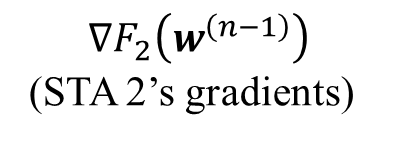 ∇F₂(𝒘⁽ⁿ⁻¹⁾)
(STA 2’s gradients)